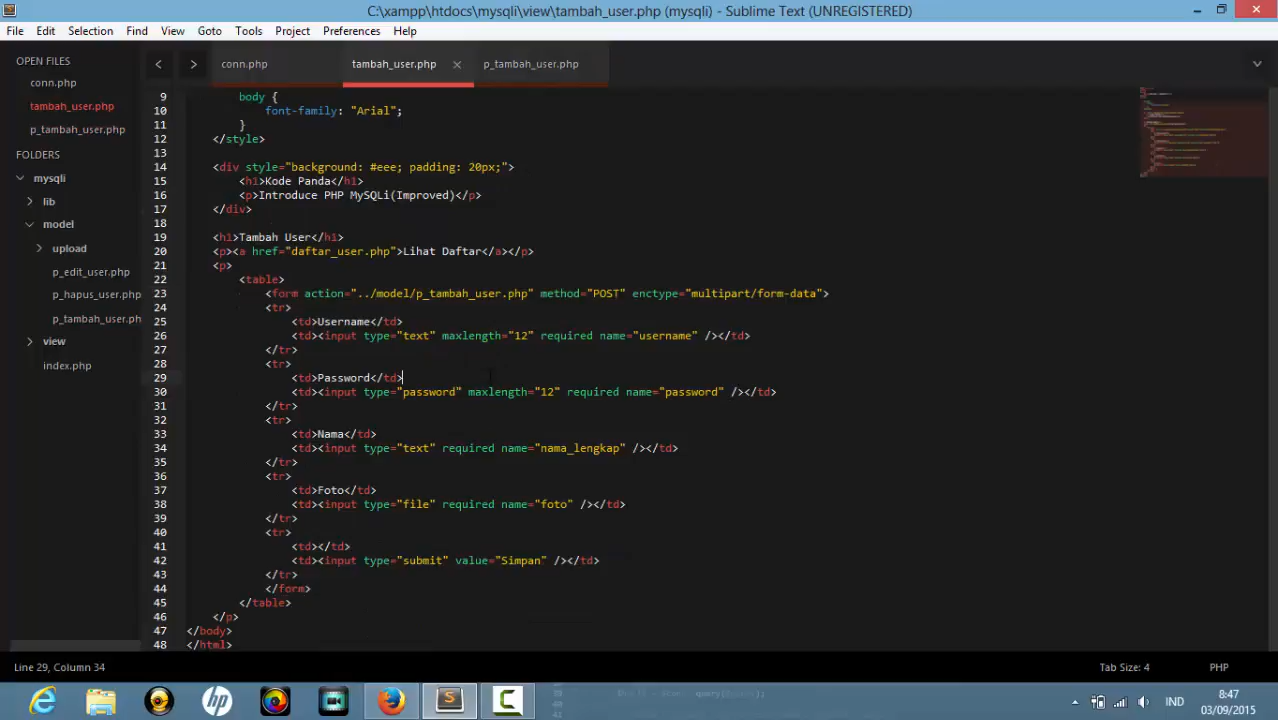 C:\xampp\htdocs\mysqli\view\tambah_user.php (mysqli) - Sublime Text (UNREGISTERED)
File Edit Selection Find View Goto Tools Project Preferences Help
OPEN FILES
conn.php
tambah_user.php
p_tambah_user.php
FOLDERS
mysqli
lib
model
upload
p_edit_user.php
p_hapus_user.php
p_tambah_user.ph
view
index.php
conn.php tambah_user.php p_tambah_user.php
9 body {
10 font-family: "Arial";
11 }
12 </style>
13
14 <div style="background: #eee; padding: 20px;">
15 <h1>Kode Panda</h1>
16 <p>Introduce PHP MySQLi(Improved)</p>
17 </div>
18
19 <h1>Tambah User</h1>
20 <p><a href="daftar_user.php">Lihat Daftar</a></p>
21 <p>
22 <table>
23 <form action="../model/p_tambah_user.php" method="POST" enctype="multipart/form-data">
24 <tr>
25 <td>Username</td>
26 <td><input type="text" maxlength="12" required name="username" /></td>
27 </tr>
28 <tr>
29 <td>Password</td>
30 <td><input type="password" maxlength="12" required name="password" /></td>
31 </tr>
32 <tr>
33 <td>Nama</td>
34 <td><input type="text" required name="nama_lengkap" /></td>
35 </tr>
36 <tr>
37 <td>Foto</td>
38 <td><input type="file" required name="foto" /></td>
39 </tr>
40 <tr>
41 <td></td>
42 <td><input type="submit" value="Simpan" /></td>
43 </tr>
44 </form>
45 </table>
46 </p>
47 </body>
48 </html>
Line 29, Column 34
Tab Size: 4 PHP
IND
8:47
03/09/2015